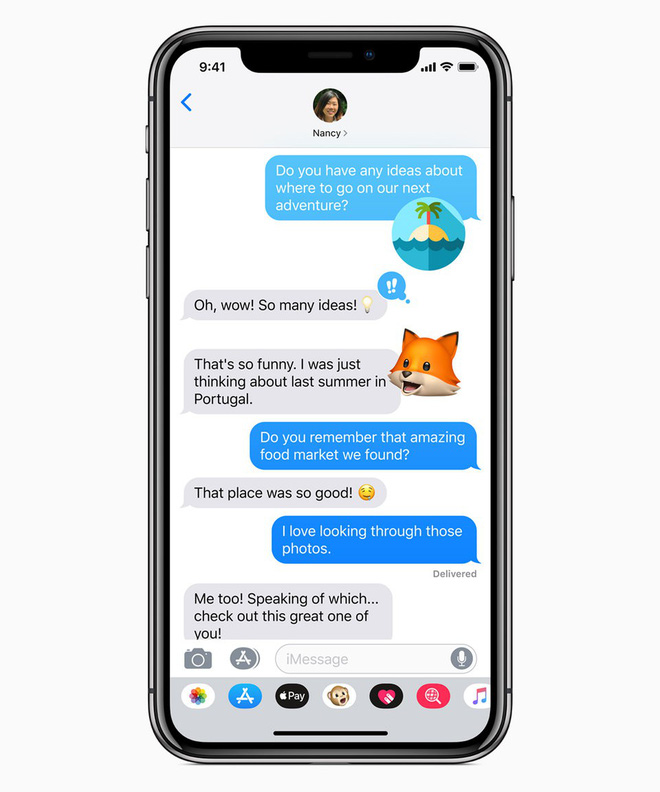 9:41
Nancy
Do you have any ideas about
where to go on our next
adventure?
Oh, wow! So many ideas!
That's so funny. I was just
thinking about last summer in
Portugal.
Do you remember that amazing
food market we found?
That place was so good!
I love looking through those
photos.
Delivered
Me too! Speaking of which...
check out this great one of
you!
iMessage
Pay